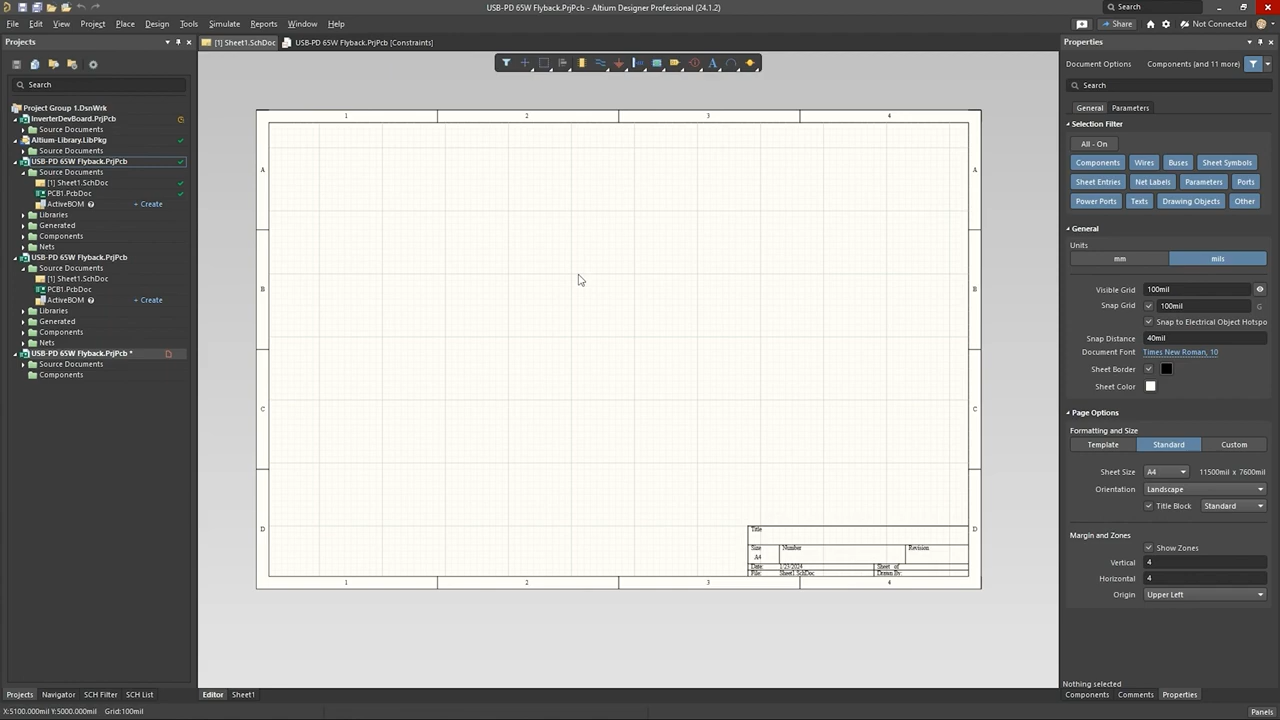 USB-PD 65W Flyback.PrjPcb - Altium Designer Professional (24.1.2)
Search
File Edit View Project Place Design Tools Simulate Reports Window Help
Share Not Connected
Projects
[1] Sheet1.SchDoc USB-PD 65W Flyback.PrjPcb [Constraints]
Properties
Document Options Components (and 11 more)
Search
Search
General Parameters
Project Group 1.DsnWrk
InverterDevBoard.PrjPcb
Source Documents
Altium-Library.LibPkg
Source Documents
USB-PD 65W Flyback.PrjPcb
Source Documents
[1] Sheet1.SchDoc
PCB1.PcbDoc
ActiveBOM + Create
Libraries
Generated
Components
Nets
USB-PD 65W Flyback.PrjPcb
Source Documents
[1] Sheet1.SchDoc
PCB1.PcbDoc
ActiveBOM + Create
Libraries
Generated
Components
Nets
USB-PD 65W Flyback.PrjPcb *
Source Documents
Components
1 2 3 4
A A
B B
C C
D D
Title
Size Number Revision
A4
Date: 1/23/2024 Sheet of
File: Sheet1.SchDoc Drawn By:
1 2 3 4
Selection Filter
All - On
Components Wires Buses Sheet Symbols
Sheet Entries Net Labels Parameters Ports
Power Ports Texts Drawing Objects Other
General
Units
mm mils
Visible Grid 100mil
Snap Grid 100mil G
Snap to Electrical Object Hotspo
Snap Distance 40mil
Document Font Times New Roman, 10
Sheet Border
Sheet Color
Page Options
Formatting and Size
Template Standard Custom
Sheet Size A4 11500mil x 7600mil
Orientation Landscape
Title Block Standard
Margin and Zones
Show Zones
Vertical 4
Horizontal 4
Origin Upper Left
Nothing selected
Projects Navigator SCH Filter SCH List
Editor Sheet1
Components Comments Properties
X:5100.000mil Y:5000.000mil Grid:100mil
Panels